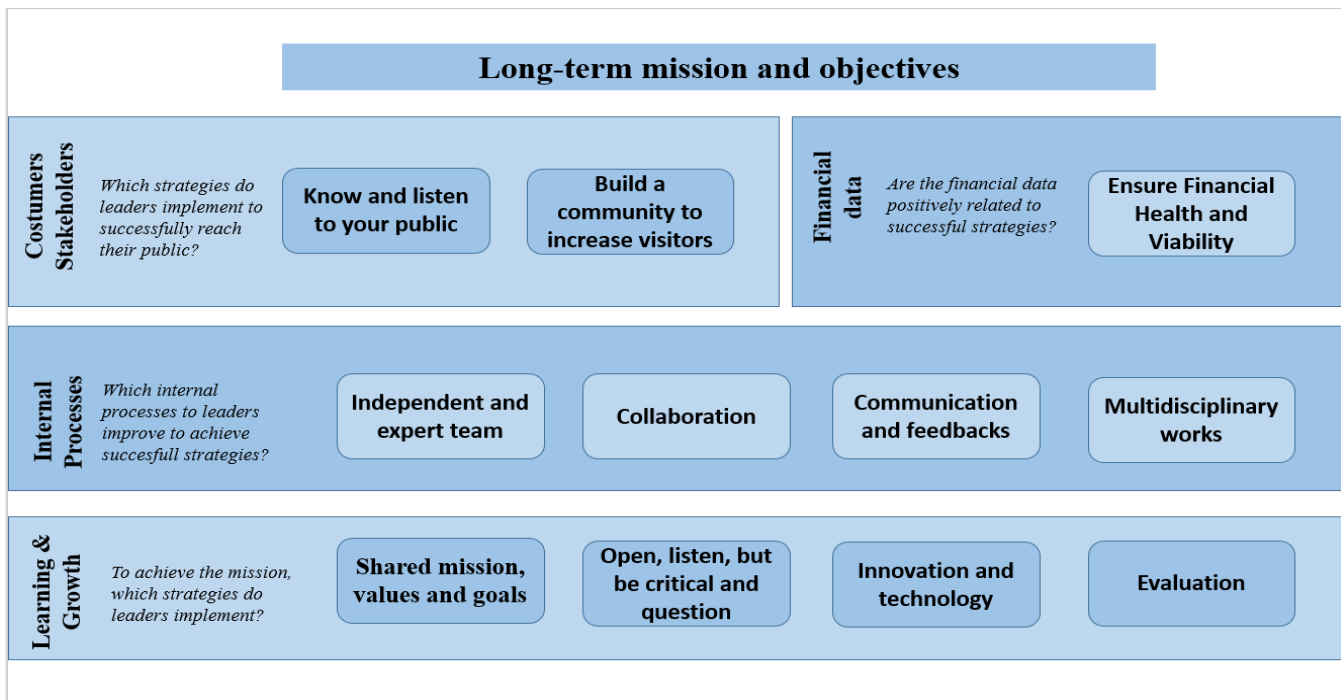 Long-term mission and objectives
Costumers
Stakeholders
Which strategies do
leaders implement to
successfully reach
their public?
Know and listen
to your public
Build a
community to
increase visitors
Financial
data
Are the financial data
positively related to
successful strategies?
Ensure Financial
Health and
Viability
Internal
Processes
Which internal
processes to leaders
improve to achieve
succesfull strategies?
Independent and
expert team
Collaboration
Communication
and feedbacks
Multidisciplinary
works
Learning &
Growth
To achieve the mission,
which strategies do
leaders implement?
Shared mission,
values and goals
Open, listen, but
be critical and
question
Innovation and
technology
Evaluation